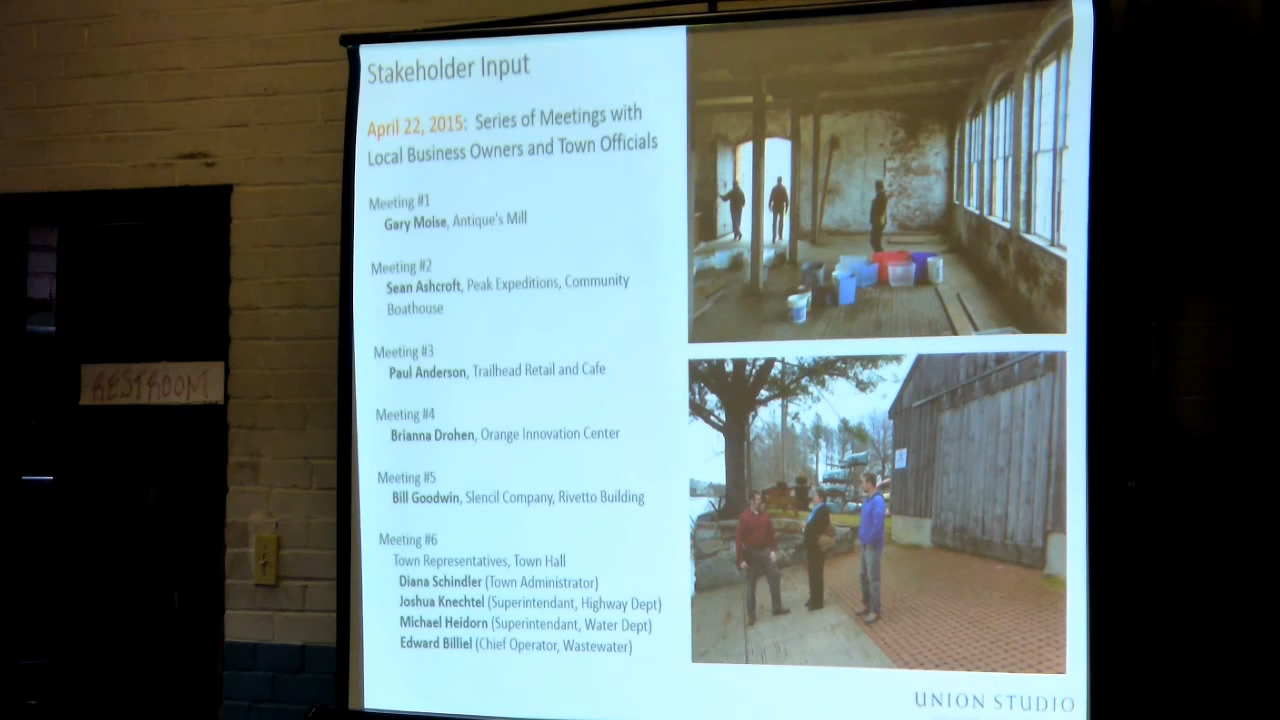 Stakeholder Input
April 22, 2015: Series of Meetings with
Local Business Owners and Town Officials
Meeting #1
Gary Moise, Antique's Mill
Meeting #2
Sean Ashcroft, Peak Expeditions, Community
Boathouse
Meeting #3
Paul Anderson, Trailhead Retail and Cafe
Meeting #4
Brianna Drohen, Orange Innovation Center
Meeting #5
Bill Goodwin, Slencil Company, Rivetto Building
Meeting #6
Town Representatives, Town Hall
Diana Schindler (Town Administrator)
Joshua Knechtel (Superintendant, Highway Dept)
Michael Heidorn (Superintendant, Water Dept)
Edward Billiel (Chief Operator, Wastewater)
UNION STUDIO
RESTROOM